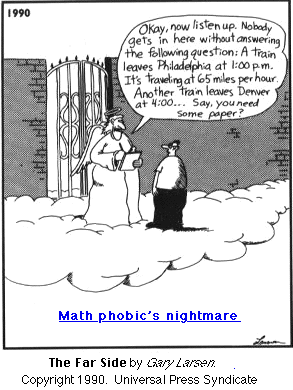 1990
Okay, now listen up. Nobody
gets in here without answering
the following question: A train
leaves Philadelphia at 1:00 p.m.
It's traveling at 65 miles per hour.
Another train leaves Denver
at 4:00... Say, you need
some paper?
Math phobic's nightmare
Larson
The Far Side by Gary Larsen.
Copyright 1990. Universal Press Syndicate